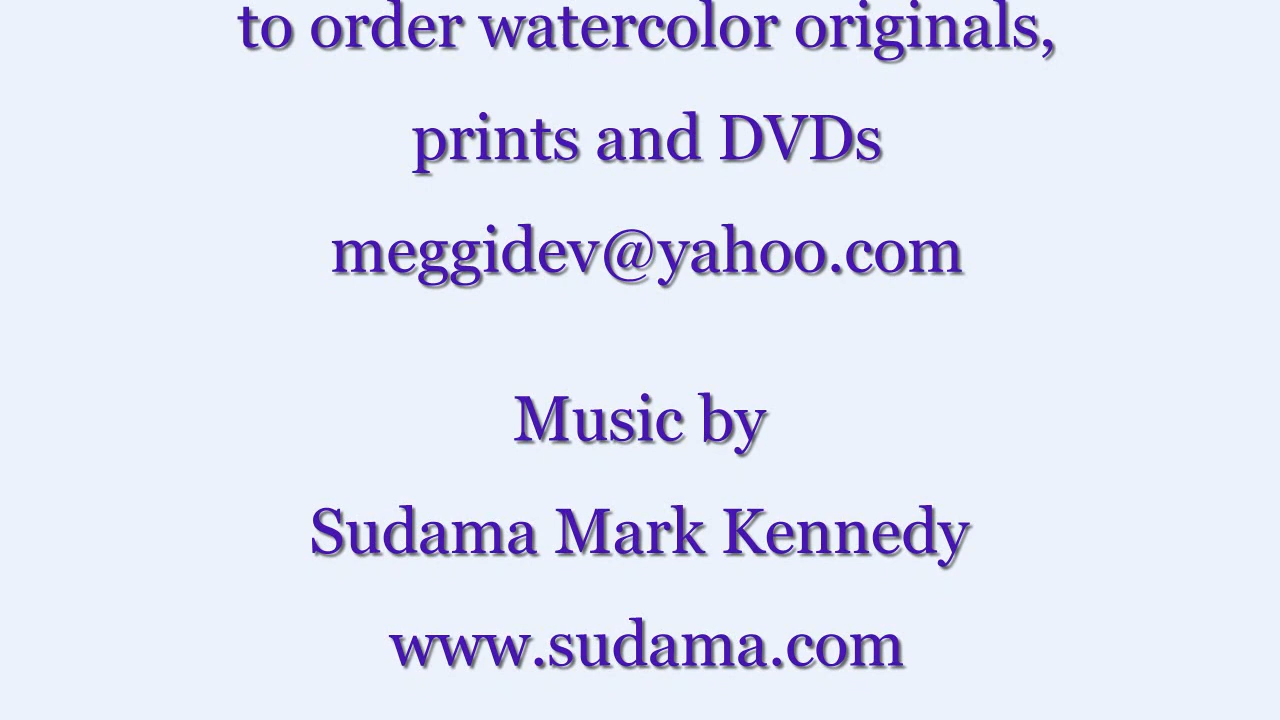 to order watercolor originals,
prints and DVDs
meggidev@yahoo.com
Music by
Sudama Mark Kennedy
www.sudama.com